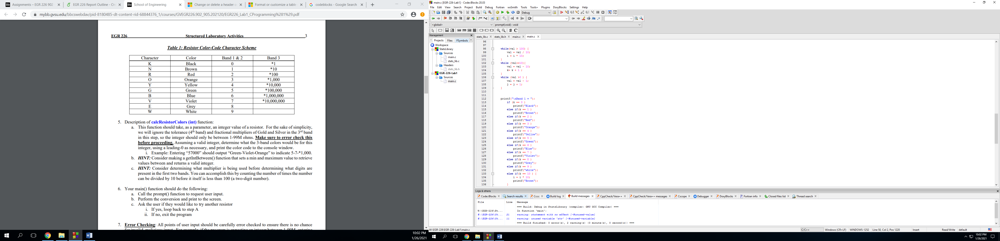 Assignments – EGR 226 902
EGR 226 Report Outline - On
School of Engineering
Change or delete a header o
Format or customize a table
codeblocks - Google Search
mybb.gvsu.edu/bbcswebdav/pid-8180485-dt-content-rid-68844376_1/courses/GVEGR226.902_905.202120/EGR226_Lab1_CProgramming%281%29.pdf
EGR 226 Structured Laboratory Activities 3
Table 1: Resistor Color-Code Character Scheme
Character Color Band 1 & 2 Band 3
K Black 0 *1
N Brown 1 *10
R Red 2 *100
O Orange 3 *1,000
Y Yellow 4 *10,000
G Green 5 *100,000
B Blue 6 *1,000,000
V Violet 7 *10,000,000
E Grey 8
W White 9
5. Description of calcResistorColors (int) function:
a. This function should take, as a parameter, an integer value of a resistor. For the sake of simplicity,
we will ignore the tolerance (4th band) and fractional multipliers of Gold and Silver in the 3rd band
in this step, so the integer should only be between 1-99M ohms. Make sure to error check this
before proceeding. Assuming a valid integer, determine what the 3-band colors would be for this
integer, using a leading-0 as necessary, and print the color code to the console window.
i. Example: Entering “57000” should output “Green-Violet-Orange” to indicate 5-7-*1,000.
b. HINT: Consider making a getIntBetween() function that sets a min and maximum value to retrieve
values between and returns a valid integer.
c. HINT: Consider determining what multiplier is being used before determining what digits are
present in the first two bands. You can accomplish this by counting the number of times the number
can be divided by 10 before it itself is less than 100 (a two-digit number).
6. Your main() function should do the following:
a. Call the prompt() function to request user input.
b. Perform the conversion and print to the screen.
c. Ask the user if they would like to try another resistor
i. If yes, loop back to step A
ii. If no, exit the program
7. Error Checking: All points of user input should be carefully error checked to ensure there is no chance
10:02 PM
1/26/2021
main.c [EGR-226-Lab1] - Code::Blocks 20.03
File Edit View Search Project Build Debug Fortran wxSmith Tools Tools+ Plugins DoxyBlocks Settings Help
Debug
<global> prompt(void) : void
S C
Management
Projects Files FSymbols
Workspace
StatsLibrary
Sources
main.c
stats_lib.c
Headers
stats_lib.h
EGR-226-Lab1
Sources
main.c
stats_lib.c stats_lib.h main.c main.c
96
97
98 while(val > 100) {
99 val = val / 10;
100 i = i * 10;
101 }
102 while (val>=10){
103 val = val - 10;
104 k= k + 1 ;
105 }
106 while (val >0 ) {
107 val = val - 1;
108 j = j + 1;
109 }
110
111
112 printf("\nBand 1 = ");
113 if (k == 0 )
114 printf("Black");
115 else if(k == 1 )
116 printf("Brown");
117 else if(k == 2 )
118 printf("Red");
119 else if(k == 3 )
120 printf("Orange");
121 else if(k == 4 )
122 printf("Yellow");
123 else if(k == 5 )
124 printf("Green");
125 else if(k == 6 )
126 printf("Blue");
127 else if(k == 7 )
128 printf("Violet");
129 else if(k == 8 )
130 printf("Grey");
131 else if(k == 9 )
132 printf("white");
133 else if(k == 10 ) {
134 i = i * 10;
135 printf("Brown");
136 }
Logs & others
Code::Blocks Search results Cccc Build log Build messages CppCheck/Vera++ CppCheck/Vera++ messages Cscope Debugger DoxyBlocks Fortran info Closed files list Thread search
File Line Message
=== Build: Debug in StatsLibrary (compiler: GNU GCC Compiler) ===
W:\EGR-226\St... In function 'main':
W:\EGR-226\St... 21 warning: statement with no effect [-Wunused-value]
W:\EGR-226\St... 11 warning: unused variable 'str' [-Wunused-variable]
=== Build finished: 0 error(s), 2 warning(s) (0 minute(s), 0 second(s)) ===
W:\EGR-226\EGR-226-Lab1\main.c C/C++ Windows (CR+LF) WINDOWS-1252 Line 50, Col 2, Pos 1220 Insert Read/Write default
10:02 PM
1/26/2021